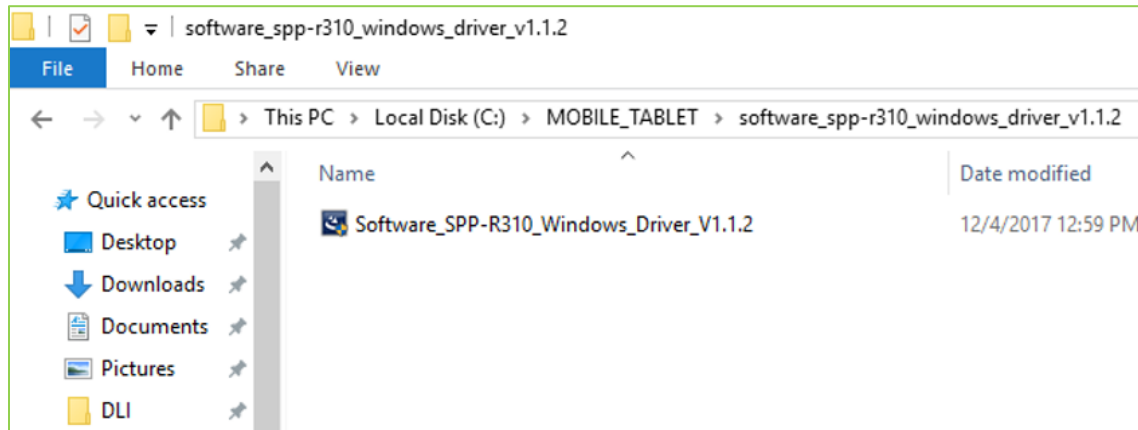 software_spp-r310_windows_driver_v1.1.2
File Home Share View
This PC > Local Disk (C:) > MOBILE_TABLET > software_spp-r310_windows_driver_v1.1.2
Name Date modified
Quick access
Software_SPP-R310_Windows_Driver_V1.1.2 12/4/2017 12:59 PM
Desktop
Downloads
Documents
Pictures
DLI